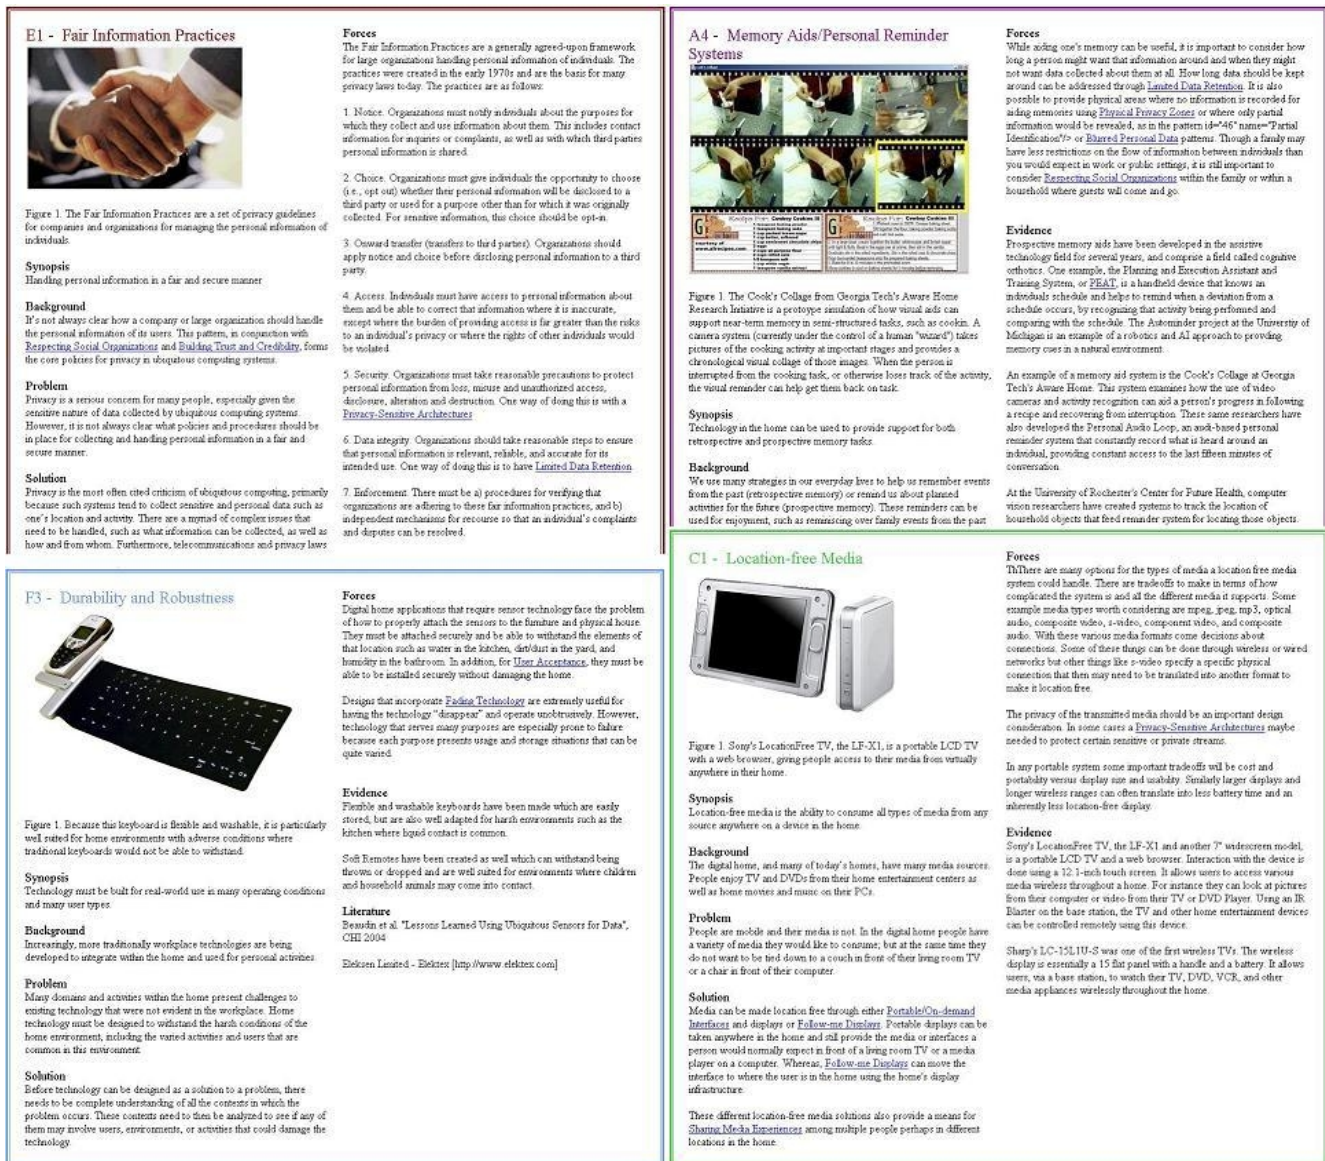 E1 - Fair Information Practices
Figure 1. The Fair Information Practices are a set of privacy guidelines
for companies and organizations for managing the personal information of
individuals.
Synopsis
Handling personal information in a fair and secure manner
Background
It's not always clear how a company or large organization should handle
the personal information of its users. This pattern, in conjunction with
Respecting Social Organizations and Building Trust and Credibility, forms
the core policies for privacy in ubiquitous computing systems.
Problem
Privacy is a serious concern for many people, especially given the
sensitive nature of data collected by ubiquitous computing systems.
However, it is not always clear what policies and procedures should be
in place for collecting and handling personal information in a fair and
secure manner.
Solution
Privacy is the most often cited criticism of ubiquitous computing, primarily
because such systems tend to collect sensitive and personal data such as
one's location and activity. There are a myriad of complex issues that
need to be handled, such as what information can be collected, as well as
how and from whom. Furthermore, telecommunications and privacy laws
Forces
The Fair Information Practices are a generally agreed-upon framework
for large organizations handling personal information of individuals. The
practices were created in the early 1970s and are the basis for many
privacy laws today. The practices are as follows:
1. Notice. Organizations must notify individuals about the purposes for
which they collect and use information about them. This includes contact
information for inquiries or complaints, as well as with which third parties
personal information is shared.
2. Choice. Organizations must give individuals the opportunity to choose
(i.e., opt out) whether their personal information will be disclosed to a
third party or used for a purpose other than for which it was originally
collected. For sensitive information, this choice should be opt-in.
3. Onward transfer (transfers to third parties). Organizations should
apply notice and choice before disclosing personal information to a third
party.
4. Access. Individuals must have access to personal information about
them and be able to correct that information where it is inaccurate,
except where the burden of providing access is far greater than the risks
to an individual's privacy or where the rights of other individuals would
be violated.
5. Security. Organizations must take reasonable precautions to protect
personal information from loss, misuse and unauthorized access,
disclosure, alteration and destruction. One way of doing this is with a
Privacy-Sensitive Architectures
6. Data integrity. Organizations should take reasonable steps to ensure
that personal information is relevant, reliable, and accurate for its
intended use. One way of doing this is to have Limited Data Retention.
7. Enforcement. There must be a) procedures for verifying that
organizations are adhering to these fair information practices, and b)
independent mechanisms for recourse so that an individual's complaints
and disputes can be resolved.
A4 - Memory Aids/Personal Reminder
Systems
Cowboy Cookies III
Cowboy Cookies III
Figure 1. The Cook's Collage from Georgia Tech's Aware Home
Research Initiative is a prototype simulation of how visual aids can
support near-term memory in semi-structured tasks, such as cookin. A
camera system (currently under the control of a human "wizard") takes
pictures of the cooking activity at important stages and provides a
chronological visual collage of those images. When the person is
interrupted from the cooking task, or otherwise loses track of the activity,
the visual reminder can help get them back on task.
Synopsis
Technology in the home can be used to provide support for both
retrospective and prospective memory tasks.
Background
We use many strategies in our everyday lives to help us remember events
from the past (retrospective memory) or remind us about planned
activities for the future (prospective memory). These reminders can be
used for enjoyment, such as reminiscing over family events from the past
Forces
While aiding one's memory can be useful, it is important to consider how
long a person might want that information around and when they might
not want data collected about them at all. How long data should be kept
around can be addressed through Limited Data Retention. It is also
possible to provide physical areas where no information is recorded for
aiding memories using Physical Privacy Zones or where only partial
information would be revealed, as in the pattern id="46" name="Partial
Identification"/> or Blurred Personal Data patterns. Though a family may
have less restrictions on the flow of information between individuals than
you would expect in work or public settings, it is still important to
consider Respecting Social Organizations within the family or within a
household where guests will come and go.
Evidence
Prospective memory aids have been developed in the assistive
technology field for several years, and comprise a field called cognitive
orthotics. One example, the Planning and Execution Assistant and
Training System, or PEAT, is a handheld device that knows an
individuals schedule and helps to remind when a deviation from a
schedule occurs, by recognizing that activity being performed and
comparing with the schedule. The Autominder project at the University of
Michigan is an example of a robotics and AI approach to provding
memory cues in a natural environment.
An example of a memory aid system is the Cook's Collage at Georgia
Tech's Aware Home. This system examines how the use of video
cameras and activity recognition can aid a person's progress in following
a recipe and recovering from interruption. These same researchers have
also developed the Personal Audio Loop, an audi-based personal
reminder system that constantly record what is heard around an
individual, providing constant access to the last fifteen minutes of
conversation.
At the University of Rochester's Center for Future Health, computer
vision researchers have created systems to track the location of
household objects that feed reminder system for locating those objects.
F3 - Durability and Robustness
Figure 1. Because this keyboard is flexible and washable, it is particularly
well suited for home environments with adverse conditions where
traditional keyboards would not be able to withstand.
Synopsis
Technology must be built for real-world use in many operating conditions
and many user types.
Background
Increasingly, more traditionally workplace technologies are being
developed to integrate within the home and used for personal activities.
Problem
Many domains and activities within the home present challenges to
existing technology that were not evident in the workplace. Home
technology must be designed to withstand the harsh conditions of the
home environment, including the varied activities and users that are
common in this environment.
Solution
Before technology can be designed as a solution to a problem, there
needs to be complete understanding of all the contexts in which the
problem occurs. These contexts need to then be analyzed to see if any of
them may involve users, environments, or activities that could damage the
technology.
Forces
Digital home applications that require sensor technology face the problem
of how to properly attach the sensors to the furniture and physical house.
They must be attached securely and be able to withstand the elements of
that location such as water in the kitchen, dirt/dust in the yard, and
humidity in the bathroom. In addition, for User Acceptance, they must be
able to be installed securely without damaging the home.
Designs that incorporate Fading Technology are extremely useful for
having the technology "disappear" and operate unobtrusively. However,
technology that serves many purposes are especially prone to failure
because each purpose presents usage and storage situations that can be
quite varied.
Evidence
Flexible and washable keyboards have been made which are easily
stored, but are also well adapted for harsh environments such as the
kitchen where liquid contact is common.
Soft Remotes have been created as well which can withstand being
thrown or dropped and are well suited for environments where children
and household animals may come into contact.
Literature
Beaudin et al. "Lessons Learned Using Ubiquitous Sensors for Data",
CHI 2004
Eleksen Limited - Elektex [http://www.elektex.com]
C1 - Location-free Media
Figure 1. Sony's LocationFree TV, the LF-X1, is a portable LCD TV
with a web browser, giving people access to their media from virtually
anywhere in their home.
Synopsis
Location-free media is the ability to consume all types of media from any
source anywhere on a device in the home.
Background
The digital home, and many of today's homes, have many media sources.
People enjoy TV and DVDs from their home entertainment centers as
well as home movies and music on their PCs.
Problem
People are mobile and their media is not. In the digital home people have
a variety of media they would like to consume; but at the same time they
do not want to be tied down to a couch in front of their living room TV
or a chair in front of their computer.
Solution
Media can be made location free through either Portable/On-demand
Interfaces and displays or Follow-me Displays. Portable displays can be
taken anywhere in the home and still provide the media or interfaces a
person would normally expect in front of a living room TV or a media
player on a computer. Whereas, Follow-me Displays can move the
interface to where the user is in the home using the home's display
infrastructure.
These different location-free media solutions also provide a means for
Sharing Media Experiences among multiple people perhaps in different
locations in the home.
Forces
ThThere are many options for the types of media a location free media
system could handle. There are tradeoffs to make in terms of how
complicated the system is and all the different media it supports. Some
example media types worth considering are mpeg, jpeg, mp3, optical
audio, composite video, s-video, component video, and composite
audio. With these various media formats come decisions about
connections. Some of these things can be done through wireless or wired
networks but other things like s-video specify a specific physical
connection that then may need to be translated into another format to
make it location free.
The privacy of the transmitted media should be an important design
consideration. In some cases a Privacy-Sensitive Architectures maybe
needed to protect certain sensitive or private streams.
In any portable system some important tradeoffs will be cost and
portability versus display size and usability. Similarly larger displays and
longer wireless ranges can often translate into less battery time and an
inherently less location-free display.
Evidence
Sony's LocationFree TV, the LF-X1 and another 7" widescreen model,
is a portable LCD TV and a web browser. Interaction with the device is
done using a 12.1-inch touch screen. It allows users to access various
media wireless throughout a home. For instance they can look at pictures
from their computer or video from their TV or DVD Player. Using an IR
Blaster on the base station, the TV and other home entertainment devices
can be controlled remotely using this device.
Sharp's LC-15L1U-S was one of the first wireless TVs. The wireless
display is essentially a 15 flat panel with a handle and a battery. It allows
users, via a base station, to watch their TV, DVD, VCR, and other
media appliances wirelessly throughout the home.